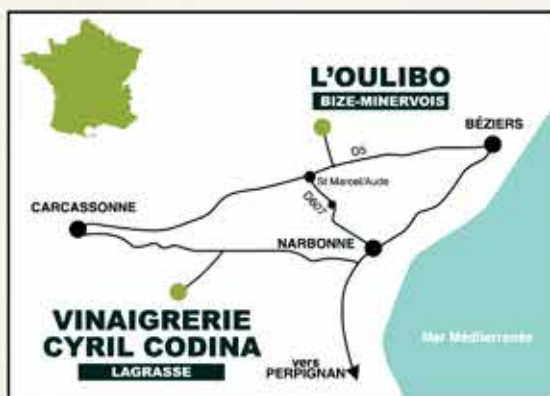 L'OULIBO
BIZE-MINERVOIS
BÉZIERS
D5
St Marcel/Aude
D607
CARCASSONNE
NARBONNE
VINAIGRERIE
CYRIL CODINA
LAGRASSE
vers
PERPIGNAN
Mer Méditerranée